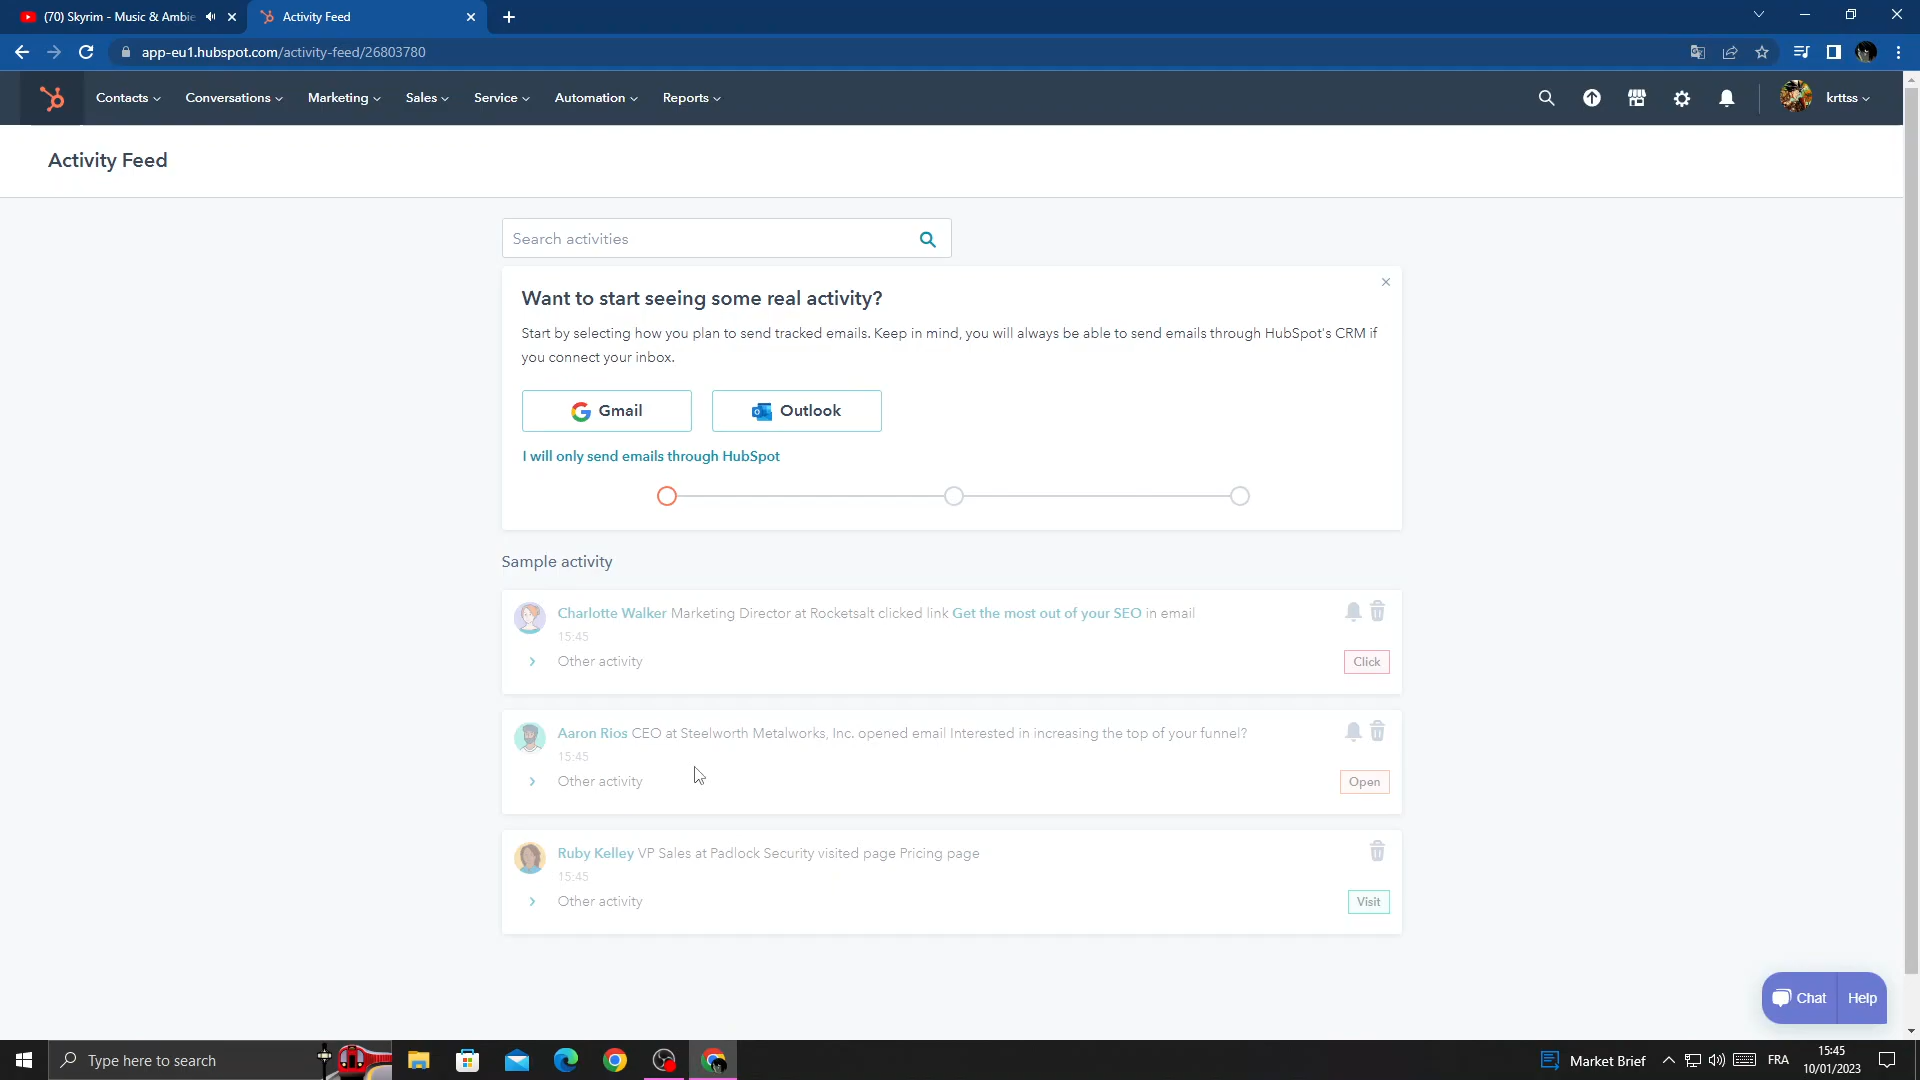 (70) Skyrim - Music & Ambie
Activity Feed
app-eu1.hubspot.com/activity-feed/26803780
Contacts
Conversations
Marketing
Sales
Service
Automation
Reports
krttss
Activity Feed
Search activities
Want to start seeing some real activity?
Start by selecting how you plan to send tracked emails. Keep in mind, you will always be able to send emails through HubSpot's CRM if
you connect your inbox.
Gmail
Outlook
I will only send emails through HubSpot
Sample activity
Charlotte Walker Marketing Director at Rocketsalt clicked link Get the most out of your SEO in email
15:45
Other activity
Click
Aaron Rios CEO at Steelworth Metalworks, Inc. opened email Interested in increasing the top of your funnel?
15:45
Other activity
Open
Ruby Kelley VP Sales at Padlock Security visited page Pricing page
15:45
Other activity
Visit
Chat
Help
Type here to search
Market Brief
FRA
15:45
10/01/2023